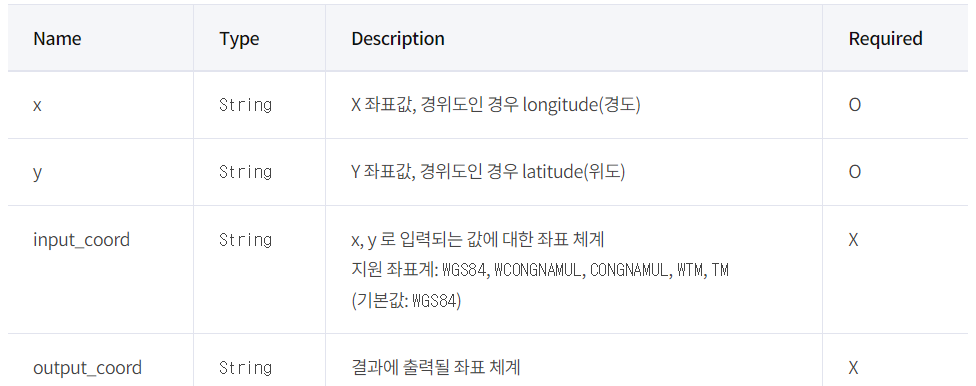 Name Type Description Required
x String X 좌표값, 경위도인 경우 longitude(경도) O
y String Y 좌표값, 경위도인 경우 latitude(위도) O
input_coord String x, y 로 입력되는 값에 대한 좌표 체계 X
지원 좌표계: WGS84, WCONGNAMUL, CONGNAMUL, WTM, TM
(기본값: WGS84)
output_coord String 결과에 출력될 좌표 체계 X